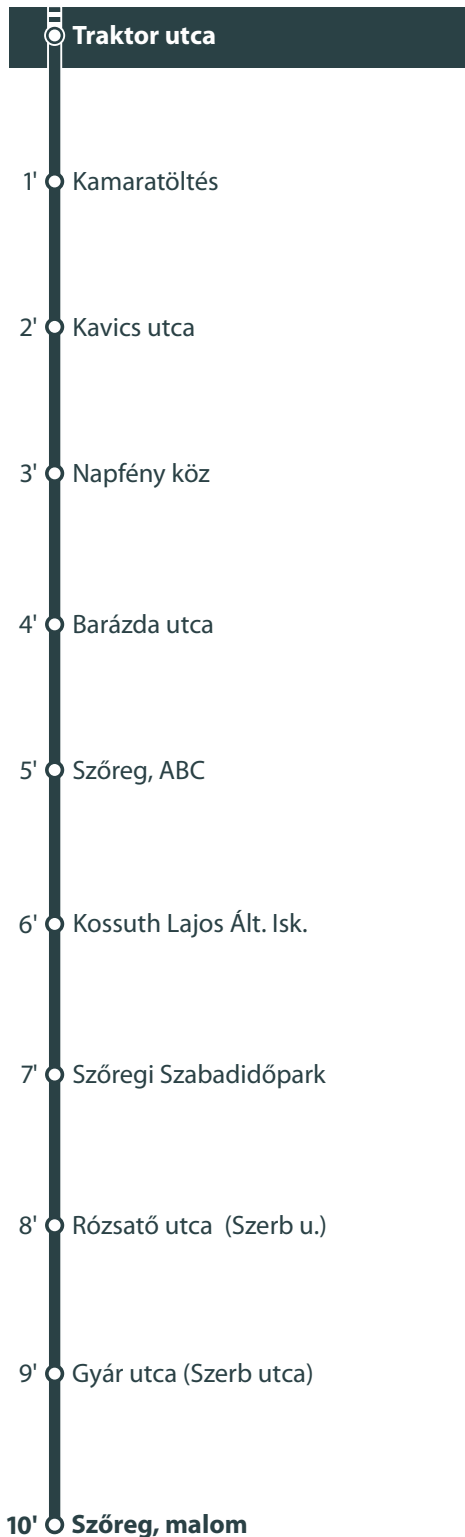 Traktor utca
1' Kamaratöltés
2' Kavics utca
3' Napfény köz
4' Barázda utca
5' Szőreg, ABC
6' Kossuth Lajos Ált. Isk.
7' Szőregi Szabadidőpark
8' Rózsatő utca (Szerb u.)
9' Gyár utca (Szerb utca)
10' Szőreg, malom